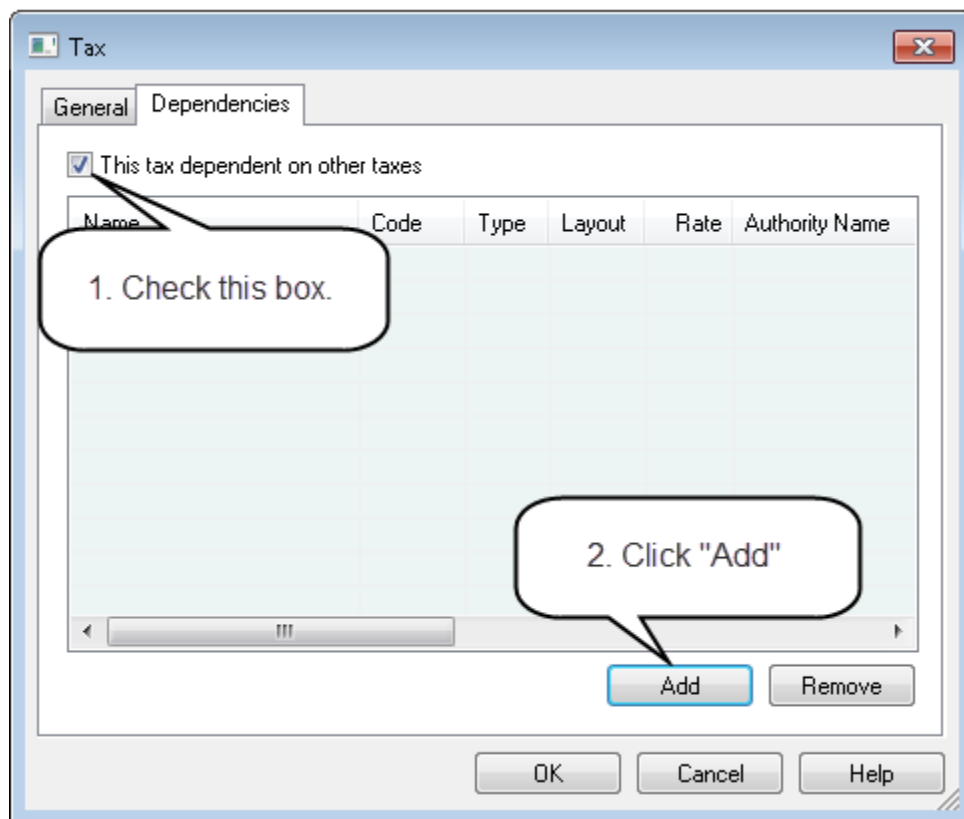 Tax
General Dependencies
This tax dependent on other taxes
Name Code Type Layout Rate Authority Name
1. Check this box.
2. Click "Add"
Add Remove
OK Cancel Help